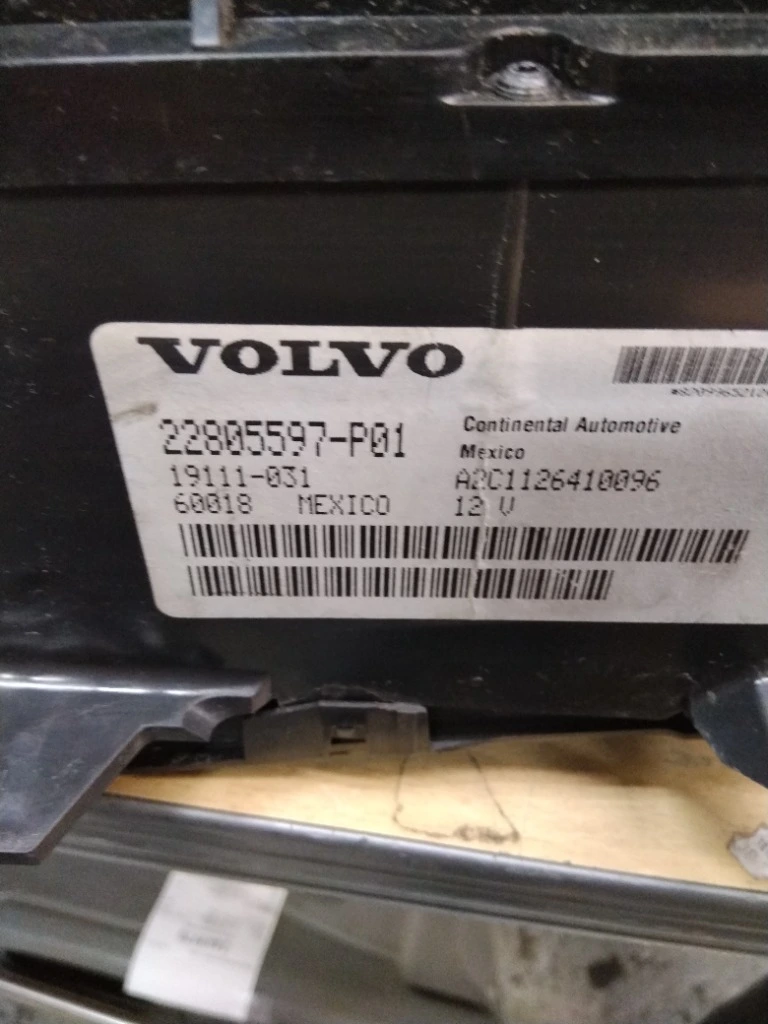 VOLVO
22805597-P01
Continental Automotive
Mexico
19111-031
A2C1126410096
60018 MEXICO
12 V